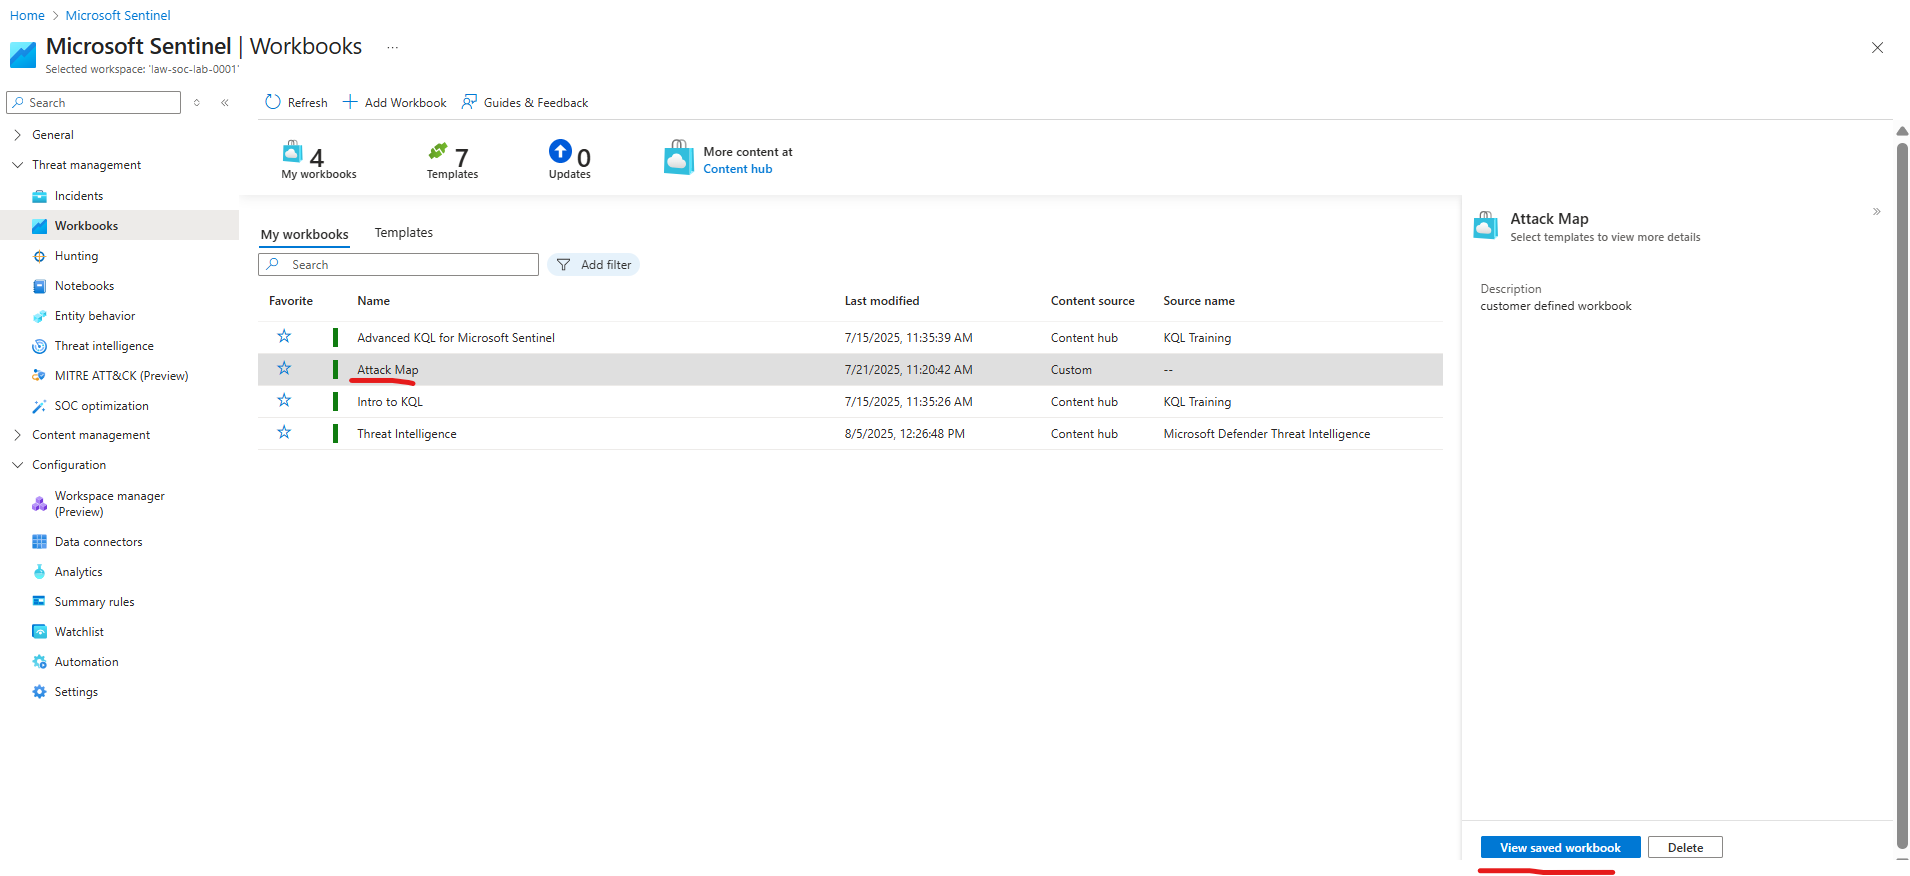 Home > Microsoft Sentinel
Microsoft Sentinel | Workbooks ...
Selected workspace: 'law-soc-lab-0001'
Search
Refresh
Add Workbook
Guides & Feedback
General
Threat management
Incidents
Workbooks
Hunting
Notebooks
Entity behavior
Threat intelligence
MITRE ATT&CK (Preview)
SOC optimization
Content management
Configuration
Workspace manager
(Preview)
Data connectors
Analytics
Summary rules
Watchlist
Automation
Settings
4
My workbooks
7
Templates
0
Updates
More content at
Content hub
My workbooks
Templates
Search
Add filter
Favorite Name Last modified Content source Source name
Advanced KQL for Microsoft Sentinel 7/15/2025, 11:35:39 AM Content hub KQL Training
Attack Map 7/21/2025, 11:20:42 AM Custom --
Intro to KQL 7/15/2025, 11:35:26 AM Content hub KQL Training
Threat Intelligence 8/5/2025, 12:26:48 PM Content hub Microsoft Defender Threat Intelligence
Attack Map
Select templates to view more details
Description
customer defined workbook
View saved workbook
Delete